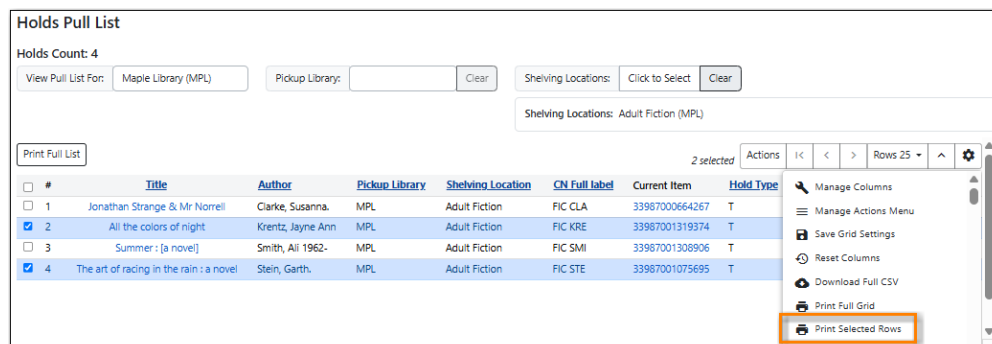 Holds Pull List
Holds Count: 4
View Pull List For: Maple Library (MPL) Pickup Library: Clear Shelving Locations: Click to Select Clear
Shelving Locations: Adult Fiction (MPL)
Print Full List 2 selected Actions Rows 25
# Title Author Pickup Library Shelving Location CN Full label Current Item Hold Type
1 Jonathan Strange & Mr Norrell Clarke, Susanna. MPL Adult Fiction FIC CLA 33987000664267 T
2 All the colors of night Krentz, Jayne Ann MPL Adult Fiction FIC KRE 33987001319374 T
3 Summer : [a novel] Smith, Ali 1962- MPL Adult Fiction FIC SMI 33987001308906 T
4 The art of racing in the rain : a novel Stein, Garth. MPL Adult Fiction FIC STE 33987001075695 T
Manage Columns
Manage Actions Menu
Save Grid Settings
Reset Columns
Download Full CSV
Print Full Grid
Print Selected Rows